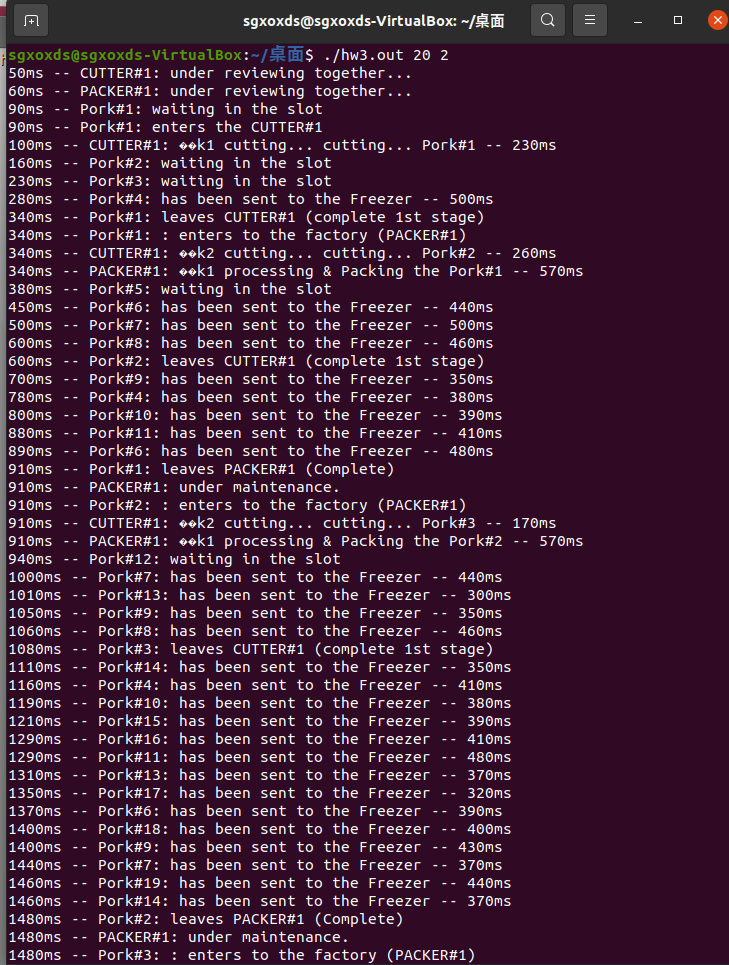 sgxoxds@sgxoxds-VirtualBox: ~/桌面
sgxoxds@sgxoxds-VirtualBox:~/桌面$ ./hw3.out 20 2
50ms -- CUTTER#1: under reviewing together...
60ms -- PACKER#1: under reviewing together...
90ms -- Pork#1: waiting in the slot
90ms -- Pork#1: enters the CUTTER#1
100ms -- CUTTER#1: ��k1 cutting... cutting... Pork#1 -- 230ms
160ms -- Pork#2: waiting in the slot
230ms -- Pork#3: waiting in the slot
280ms -- Pork#4: has been sent to the Freezer -- 500ms
340ms -- Pork#1: leaves CUTTER#1 (complete 1st stage)
340ms -- Pork#1: : enters to the factory (PACKER#1)
340ms -- CUTTER#1: ��k2 cutting... cutting... Pork#2 -- 260ms
340ms -- PACKER#1: ��k1 processing & Packing the Pork#1 -- 570ms
380ms -- Pork#5: waiting in the slot
450ms -- Pork#6: has been sent to the Freezer -- 440ms
500ms -- Pork#7: has been sent to the Freezer -- 500ms
600ms -- Pork#8: has been sent to the Freezer -- 460ms
600ms -- Pork#2: leaves CUTTER#1 (complete 1st stage)
700ms -- Pork#9: has been sent to the Freezer -- 350ms
780ms -- Pork#4: has been sent to the Freezer -- 380ms
800ms -- Pork#10: has been sent to the Freezer -- 390ms
880ms -- Pork#11: has been sent to the Freezer -- 410ms
890ms -- Pork#6: has been sent to the Freezer -- 480ms
910ms -- Pork#1: leaves PACKER#1 (Complete)
910ms -- PACKER#1: under maintenance.
910ms -- Pork#2: : enters to the factory (PACKER#1)
910ms -- CUTTER#1: ��k2 cutting... cutting... Pork#3 -- 170ms
910ms -- PACKER#1: ��k1 processing & Packing the Pork#2 -- 570ms
940ms -- Pork#12: waiting in the slot
1000ms -- Pork#7: has been sent to the Freezer -- 440ms
1010ms -- Pork#13: has been sent to the Freezer -- 300ms
1050ms -- Pork#9: has been sent to the Freezer -- 350ms
1060ms -- Pork#8: has been sent to the Freezer -- 460ms
1080ms -- Pork#3: leaves CUTTER#1 (complete 1st stage)
1110ms -- Pork#14: has been sent to the Freezer -- 350ms
1160ms -- Pork#4: has been sent to the Freezer -- 410ms
1190ms -- Pork#10: has been sent to the Freezer -- 380ms
1210ms -- Pork#15: has been sent to the Freezer -- 390ms
1290ms -- Pork#16: has been sent to the Freezer -- 410ms
1290ms -- Pork#11: has been sent to the Freezer -- 480ms
1310ms -- Pork#13: has been sent to the Freezer -- 370ms
1350ms -- Pork#17: has been sent to the Freezer -- 320ms
1370ms -- Pork#6: has been sent to the Freezer -- 390ms
1400ms -- Pork#18: has been sent to the Freezer -- 400ms
1400ms -- Pork#9: has been sent to the Freezer -- 430ms
1440ms -- Pork#7: has been sent to the Freezer -- 370ms
1460ms -- Pork#19: has been sent to the Freezer -- 440ms
1460ms -- Pork#14: has been sent to the Freezer -- 370ms
1480ms -- Pork#2: leaves PACKER#1 (Complete)
1480ms -- PACKER#1: under maintenance.
1480ms -- Pork#3: : enters to the factory (PACKER#1)